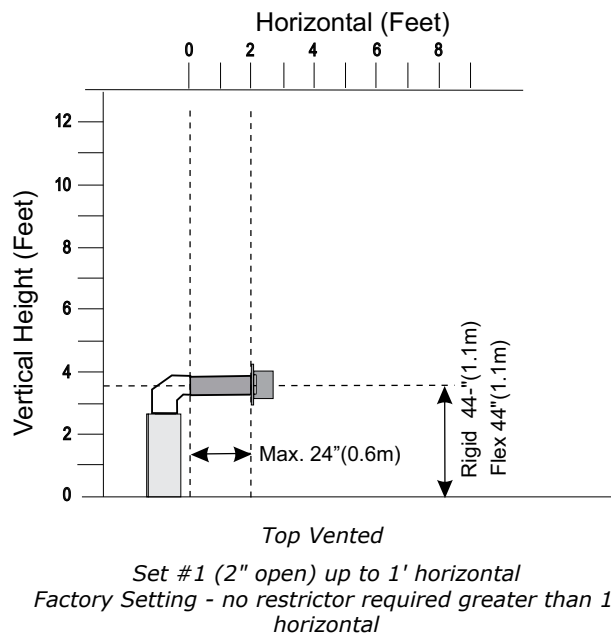 Horizontal (Feet)
0 2 4 6 8
Vertical Height (Feet)
12
10
8
6
4
2
0
Max. 24”(0.6m)
Rigid 44-"(1.1m)
Flex 44"(1.1m)
Top Vented
Set #1 (2" open) up to 1' horizontal
Factory Setting - no restrictor required greater than 1
horizontal